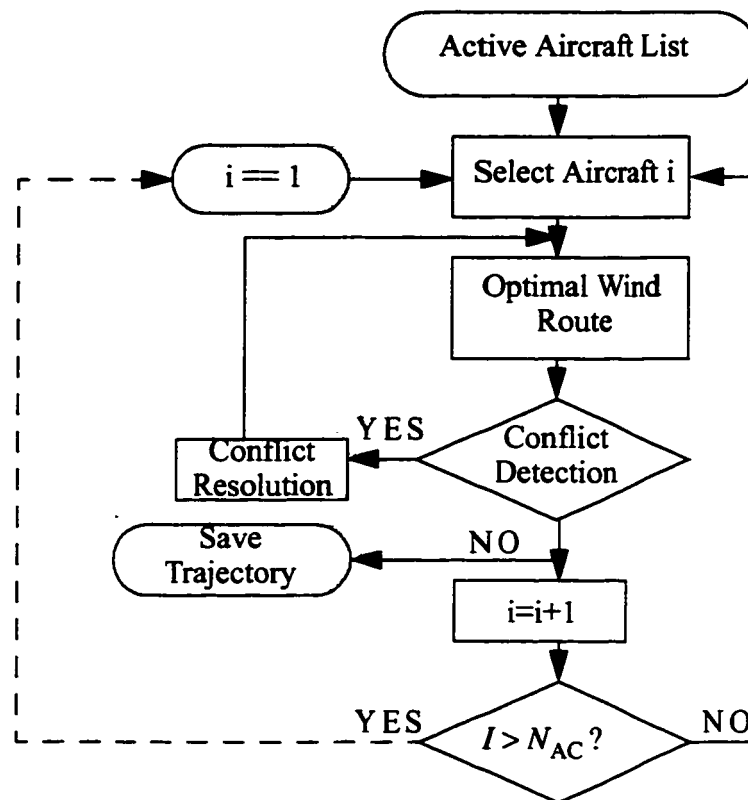 Active Aircraft List
i == 1
Select Aircraft i
Optimal Wind
Route
YES
Conflict
Detection
Conflict
Resolution
NO
Save
Trajectory
i=i+1
YES
I > N_AC ?
NO